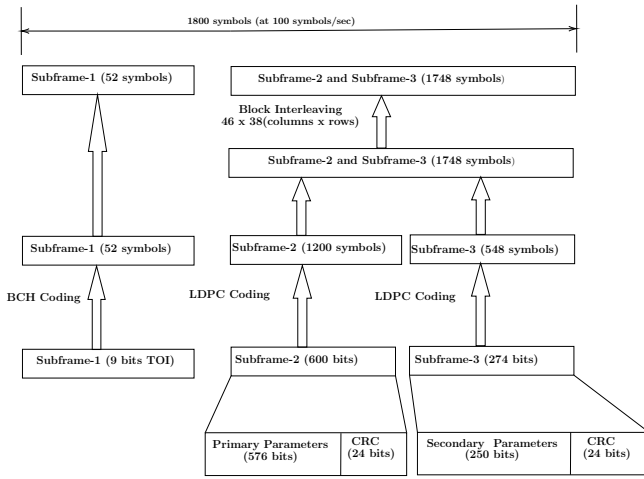 1800 symbols (at 100 symbols/sec)
Subframe-1 (52 symbols)
Subframe-2 and Subframe-3 (1748 symbols)
Block Interleaving
46 x 38(columns x rows)
Subframe-2 and Subframe-3 (1748 symbols)
Subframe-1 (52 symbols)
Subframe-2 (1200 symbols)
Subframe-3 (548 symbols)
BCH Coding
LDPC Coding
LDPC Coding
Subframe-1 (9 bits TOI)
Subframe-2 (600 bits)
Subframe-3 (274 bits)
Primary Parameters
(576 bits)
CRC
(24 bits)
Secondary Parameters
(250 bits)
CRC
(24 bits)